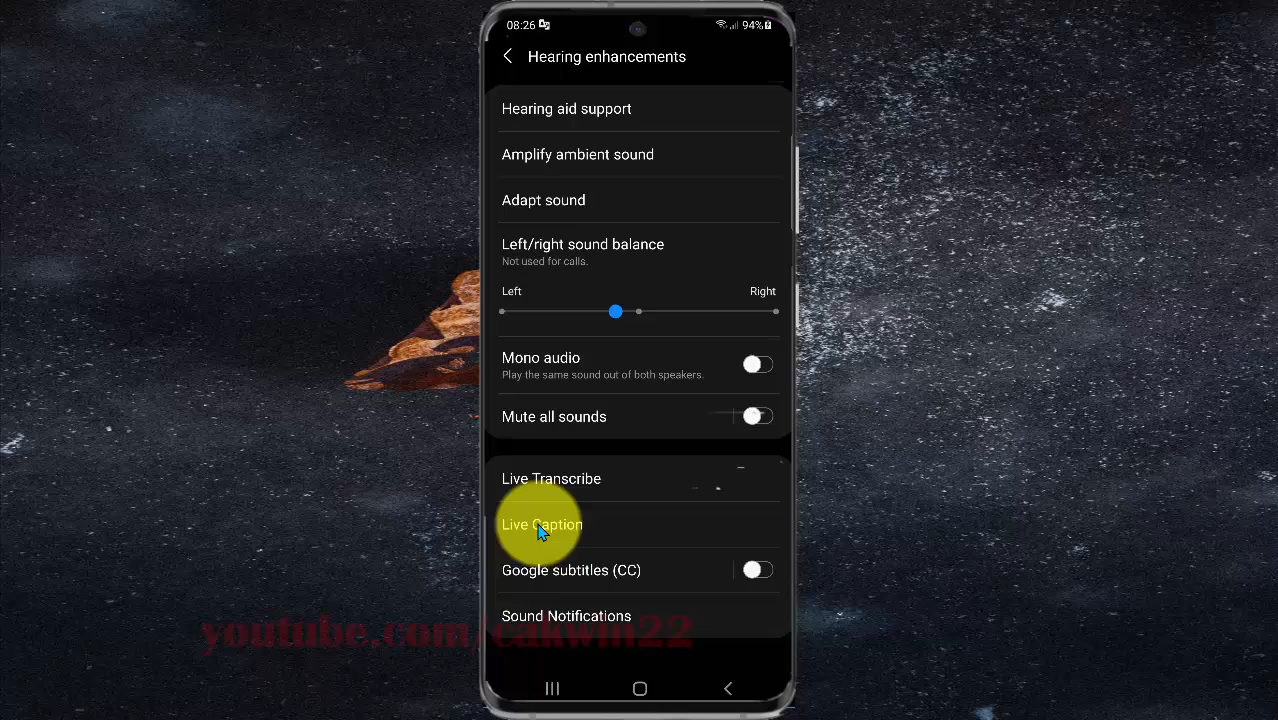 08:26
94%
Hearing enhancements
Hearing aid support
Amplify ambient sound
Adapt sound
Left/right sound balance
Not used for calls.
Left Right
Mono audio
Play the same sound out of both speakers.
Mute all sounds
Live Transcribe
Live Caption
Google subtitles (CC)
Sound Notifications
youtube.com/cakwin22